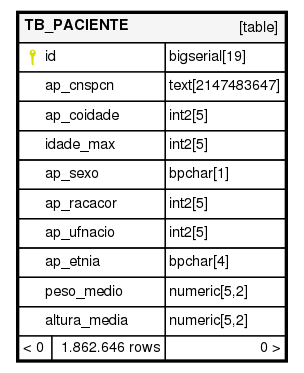 TB_PACIENTE [table]
id bigserial[19]
ap_cnspcn text[2147483647]
ap_coidade int2[5]
idade_max int2[5]
ap_sexo bpchar[1]
ap_racacor int2[5]
ap_ufnacio int2[5]
ap_etnia bpchar[4]
peso_medio numeric[5,2]
altura_media numeric[5,2]
< 0 1.862.646 rows 0 >